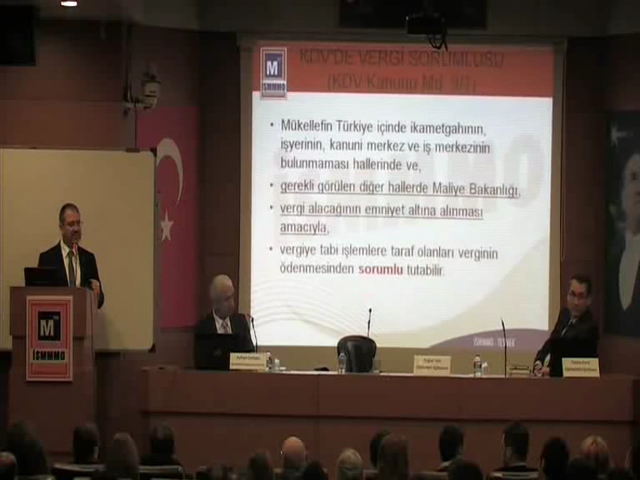 KDV'DE VERGİ SORUMLUSU
(KDV Kanunu Md. 9/1)
M
İSMMMO
• Mükellefin Türkiye içinde ikametgahının,
işyerinin, kanuni merkez ve iş merkezinin
bulunmaması hallerinde ve,
• gerekli görülen diğer hallerde Maliye Bakanlığı,
• vergi alacağının emniyet altına alınması
amacıyla,
• vergiye tabi işlemlere taraf olanları verginin
ödenmesinden sorumlu tutabilir.
M
İSMMMO